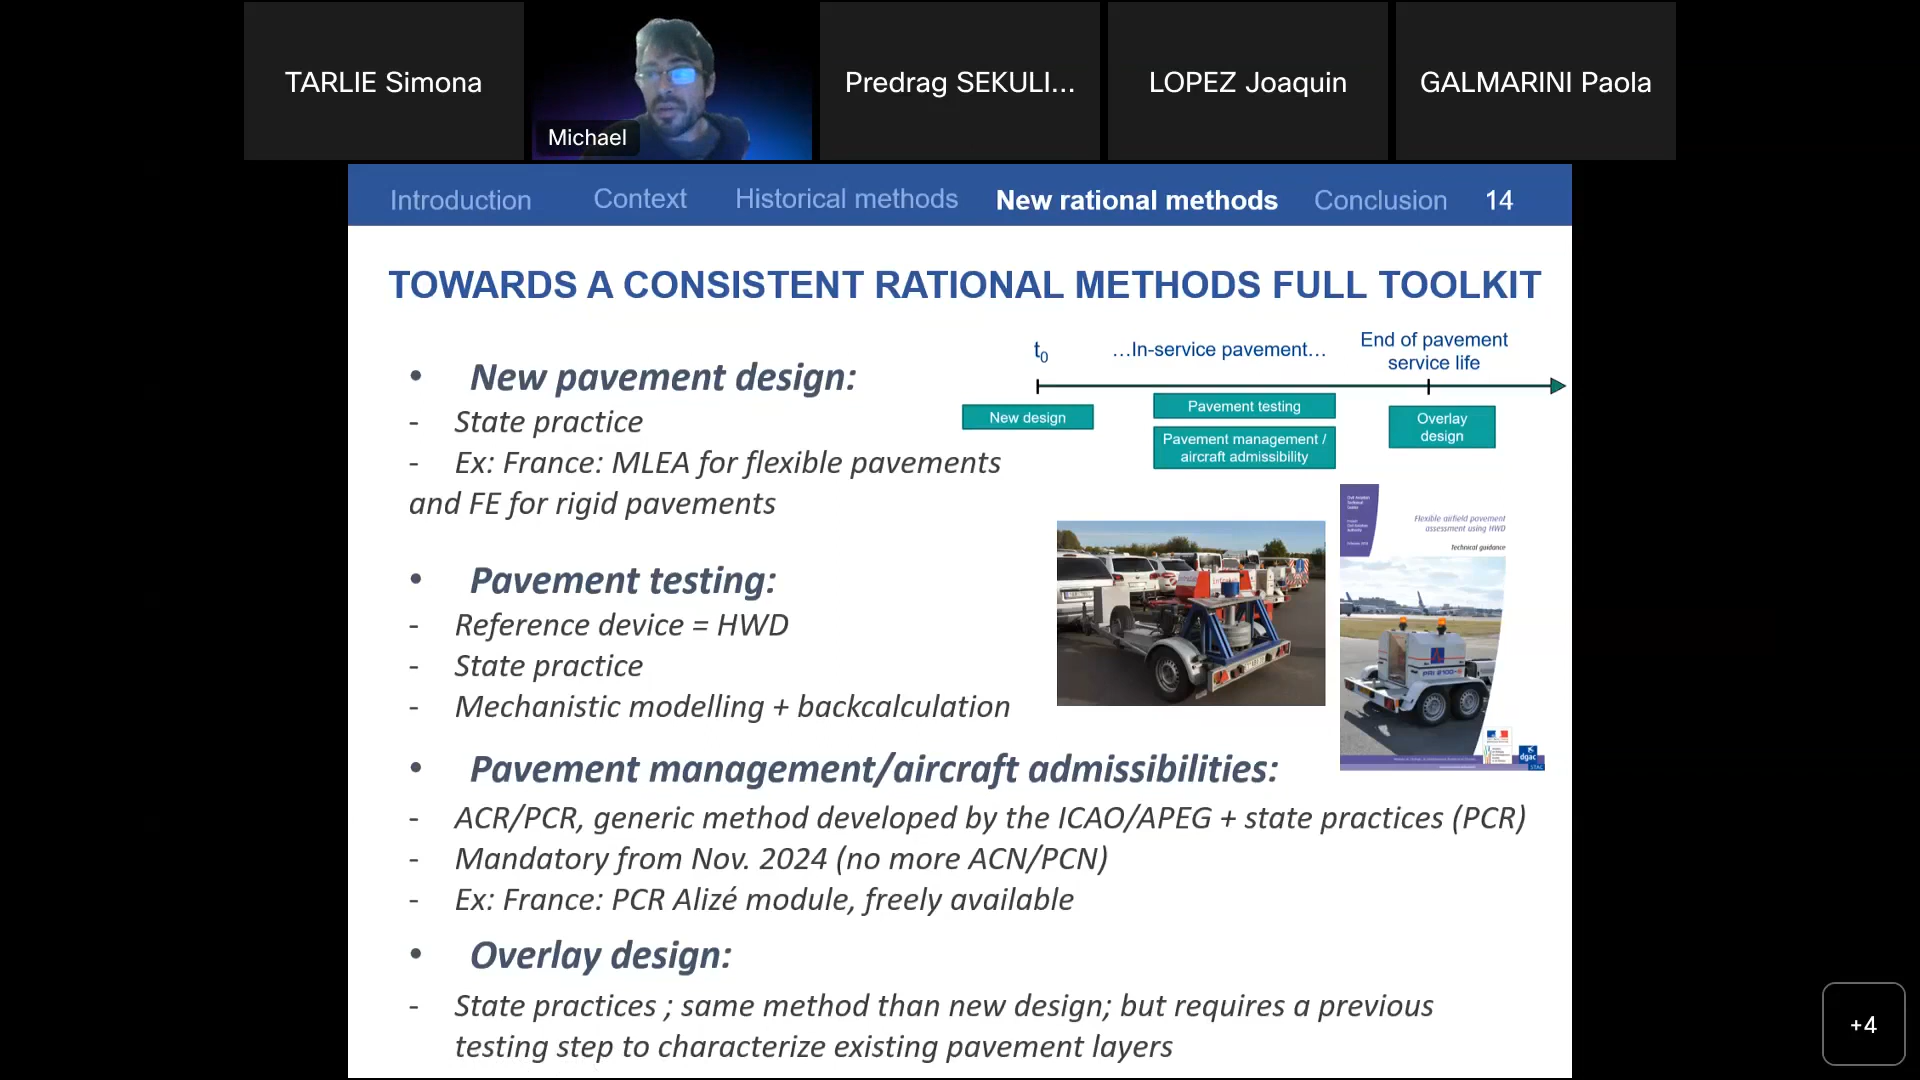 TARLIE Simona
Michael
Predrag SEKULI...
LOPEZ Joaquin
GALMARINI Paola
Introduction Context Historical methods New rational methods Conclusion 14
TOWARDS A CONSISTENT RATIONAL METHODS FULL TOOLKIT
t0
…In-service pavement…
End of pavement
service life
New design
Pavement testing
Pavement management /
aircraft admissibility
Overlay
design
• New pavement design:
- State practice
- Ex: France: MLEA for flexible pavements
and FE for rigid pavements
• Pavement testing:
- Reference device = HWD
- State practice
- Mechanistic modelling + backcalculation
Flexible airfield pavement
assessment using HWD
Technical guidance
dgac
STAC
• Pavement management/aircraft admissibilities:
- ACR/PCR, generic method developed by the ICAO/APEG + state practices (PCR)
- Mandatory from Nov. 2024 (no more ACN/PCN)
- Ex: France: PCR Alizé module, freely available
• Overlay design:
- State practices ; same method than new design; but requires a previous
testing step to characterize existing pavement layers
+4